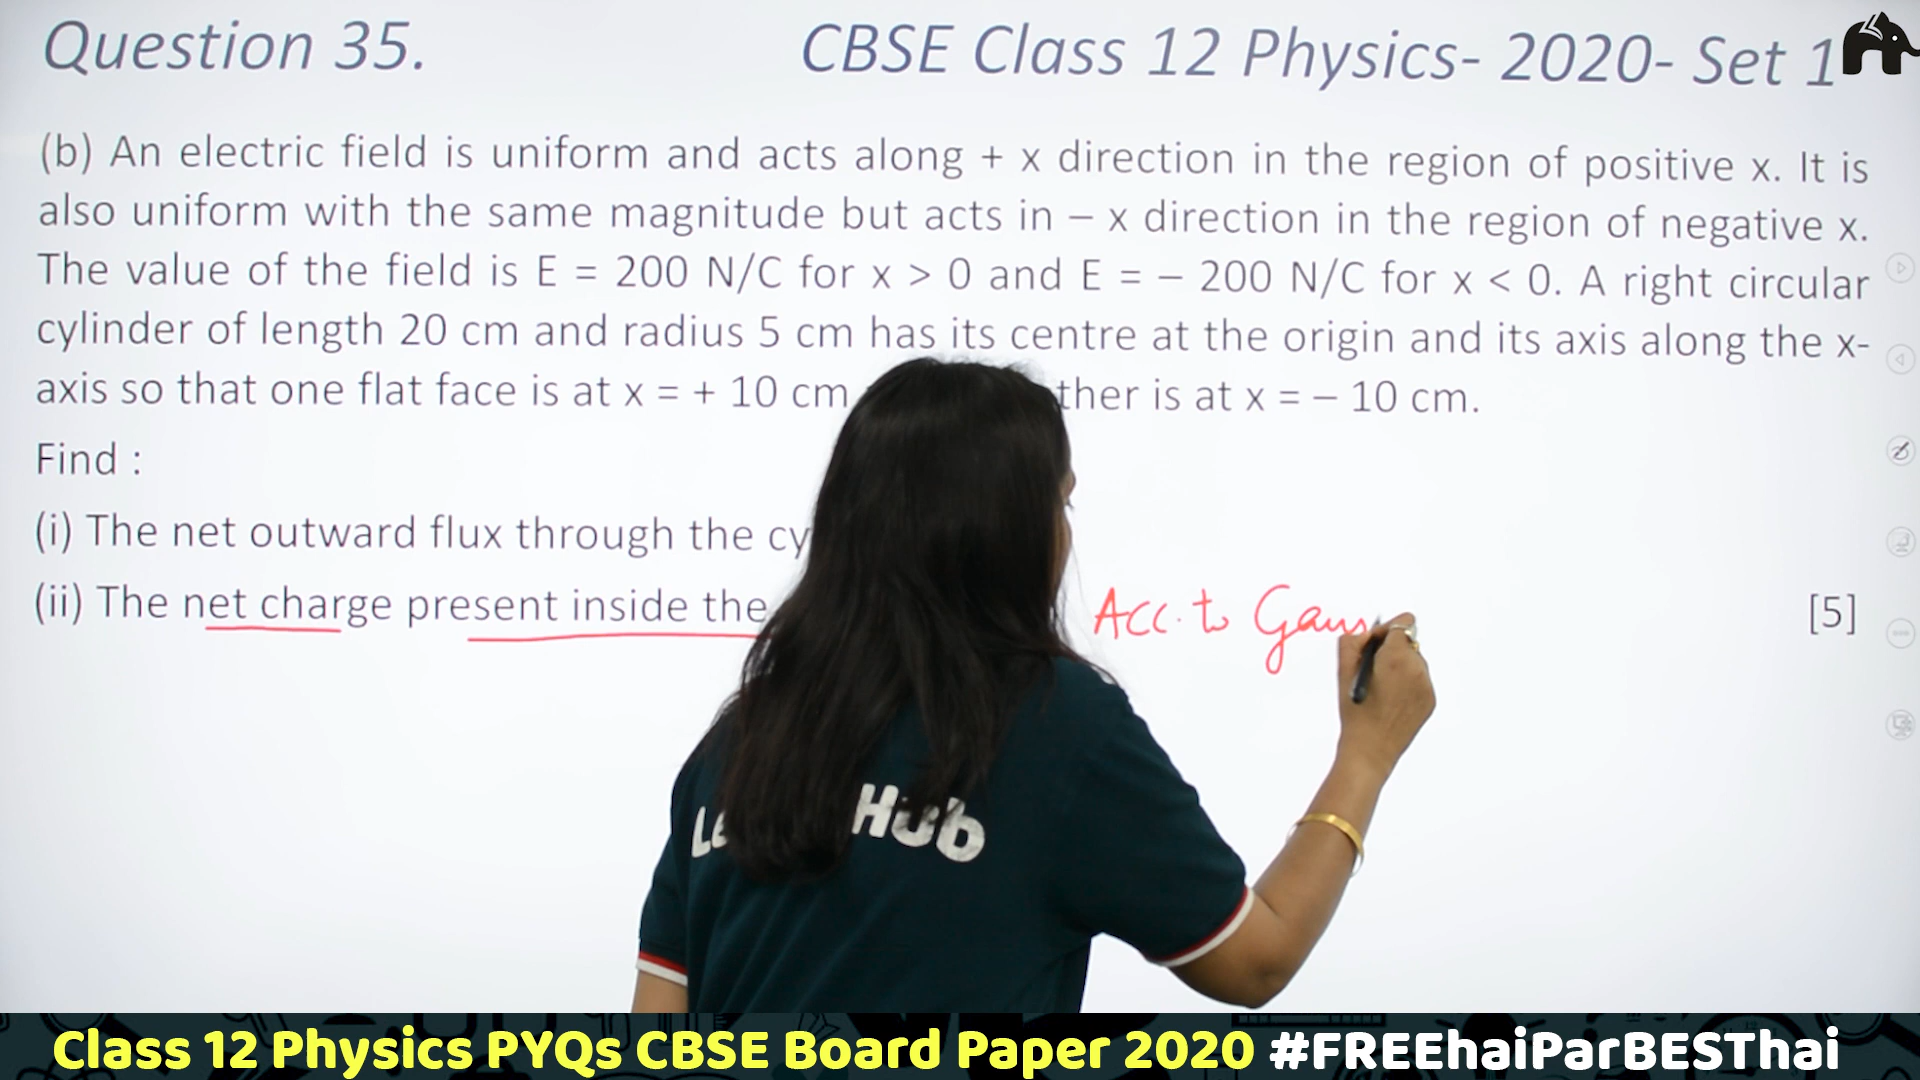 Question 35.
CBSE Class 12 Physics- 2020- Set 1
(b) An electric field is uniform and acts along + x direction in the region of positive x. It is
also uniform with the same magnitude but acts in – x direction in the region of negative x.
The value of the field is E = 200 N/C for x > 0 and E = – 200 N/C for x < 0. A right circular
cylinder of length 20 cm and radius 5 cm has its centre at the origin and its axis along the x-
axis so that one flat face is at x = + 10 cm ther is at x = – 10 cm.
Find :
(i) The net outward flux through the cy
(ii) The net charge present inside the
Acc. to Gaus
[5]
Le Hub
Class 12 Physics PYQs CBSE Board Paper 2020 #FREEhaiParBESThai